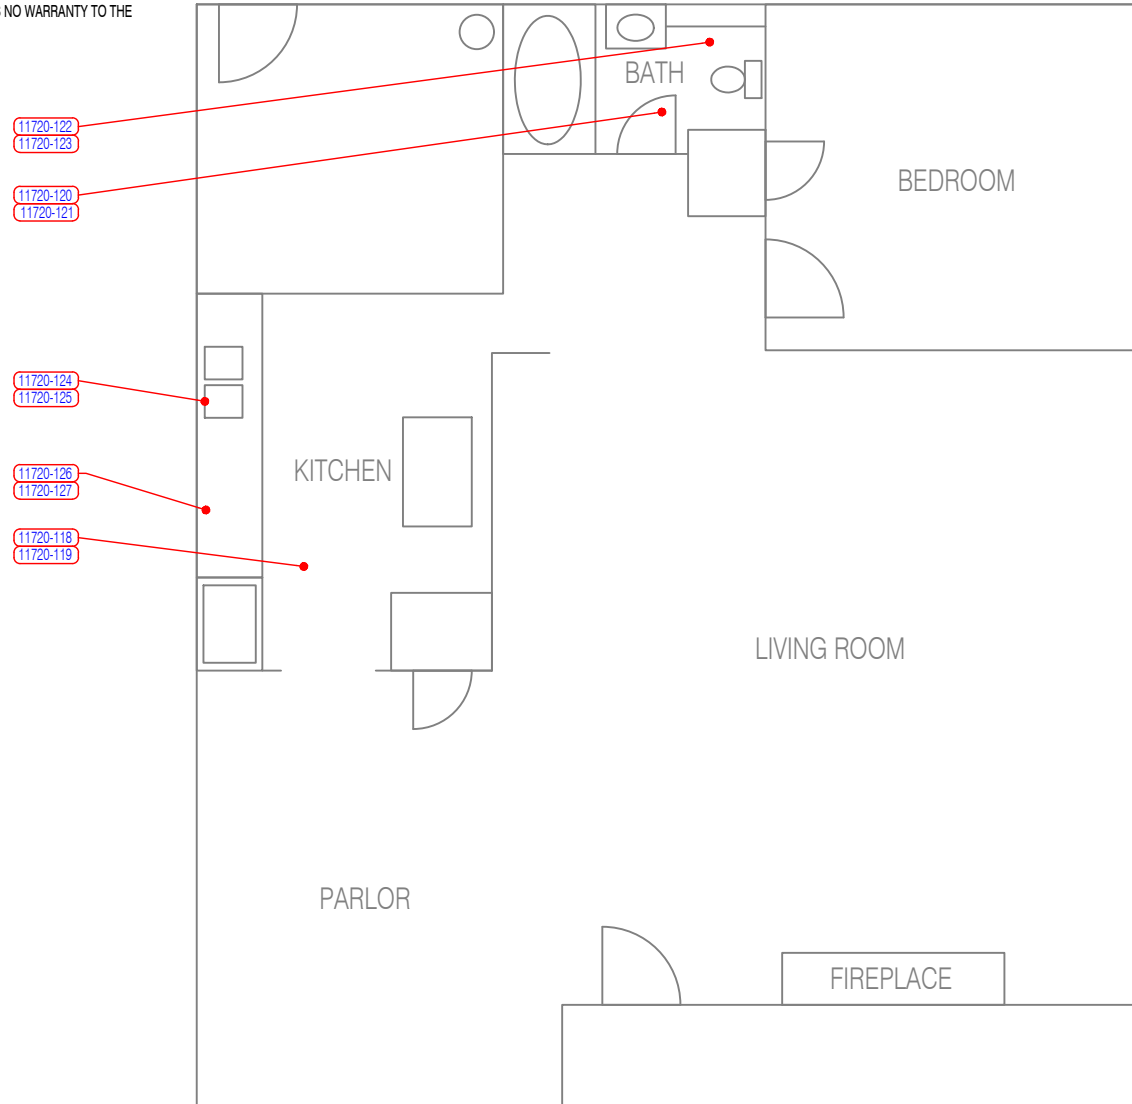 NO WARRANTY TO THE
BATH
11720-122
11720-123
BEDROOM
11720-120
11720-121
11720-124
11720-125
KITCHEN
11720-126
11720-127
11720-118
11720-119
LIVING ROOM
PARLOR
FIREPLACE